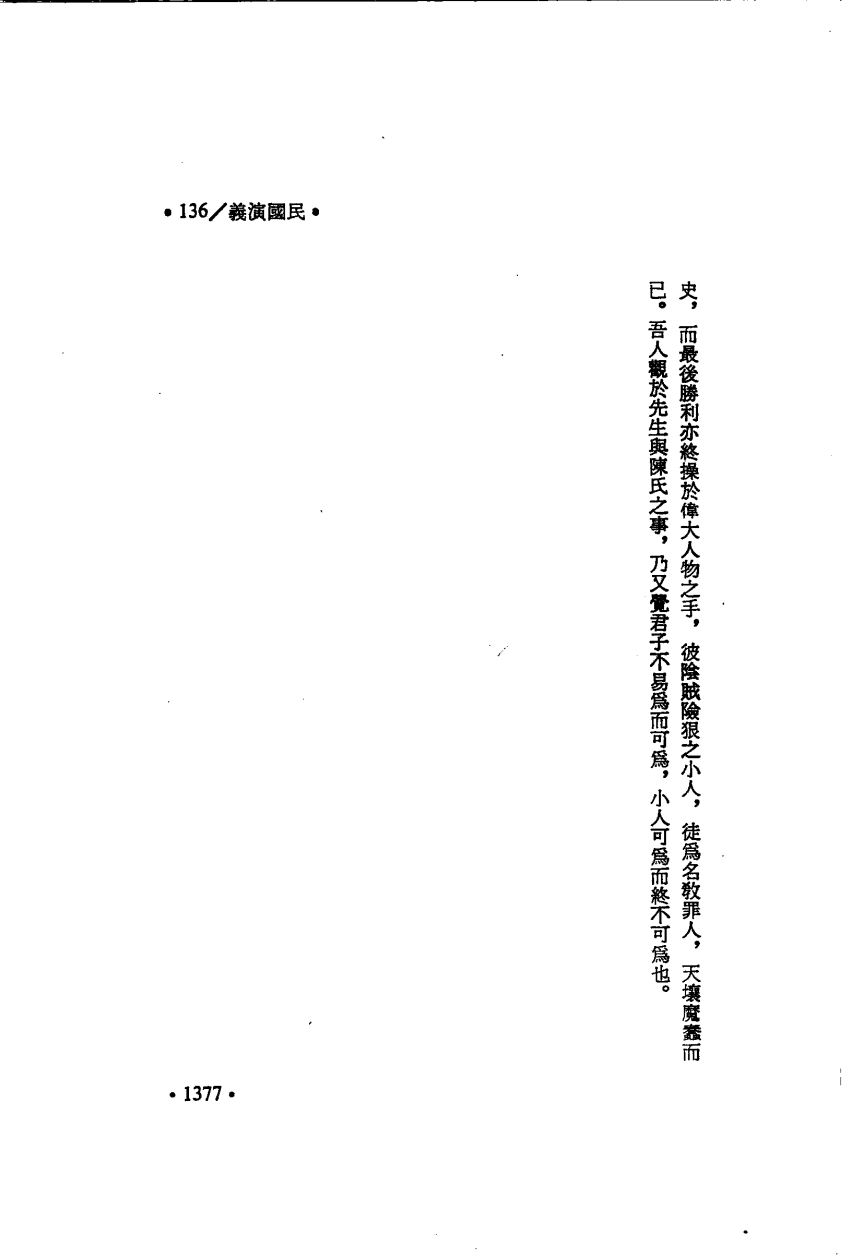 •136/義演國民•
史，而最後勝利亦終操於偉大人物之手，彼陰賊險狠之小人，徒爲名教罪人，天壤魔蠹而
已。吾人觀於先生與陳氏之事，乃又覺君子不易爲而可爲，小人可爲而終不可爲也。
•1377•